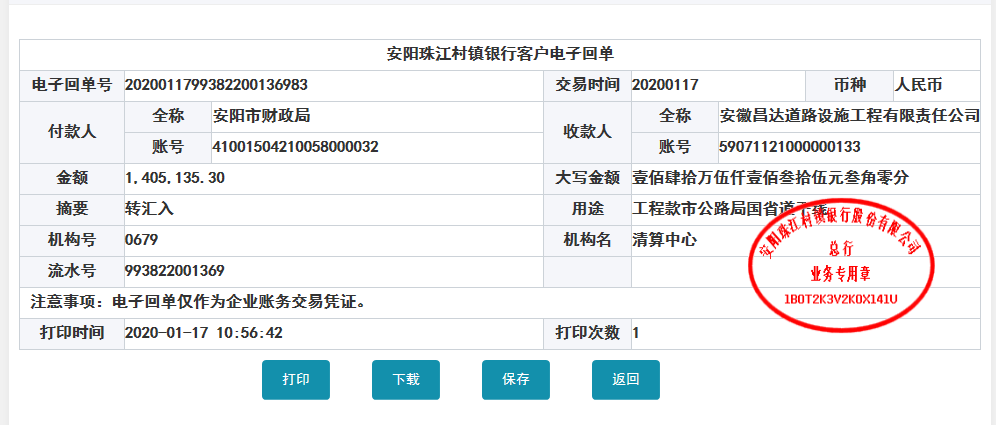 安阳珠江村镇银行客户电子回单
电子回单号 2020011799382200136983 交易时间 20200117 币种 人民币
付款人 全称 安阳市财政局 收款人 全称 安徽昌达道路设施工程有限责任公司
账号 41001504210058000032 账号 59071121000000133
金额 1,405,135.30 大写金额 壹佰肆拾万伍仟壹佰叁拾伍元叁角零分
摘要 转汇入 用途 工程款市公路局国省道干线
机构号 0679 机构名 清算中心
流水号 993822001369
安阳珠江村镇银行股份有限公司
总行
业务专用章
1B0T2K3V2K0X141U
注意事项：电子回单仅作为企业账务交易凭证。
打印时间 2020-01-17 10:56:42 打印次数 1
打印 下载 保存 返回